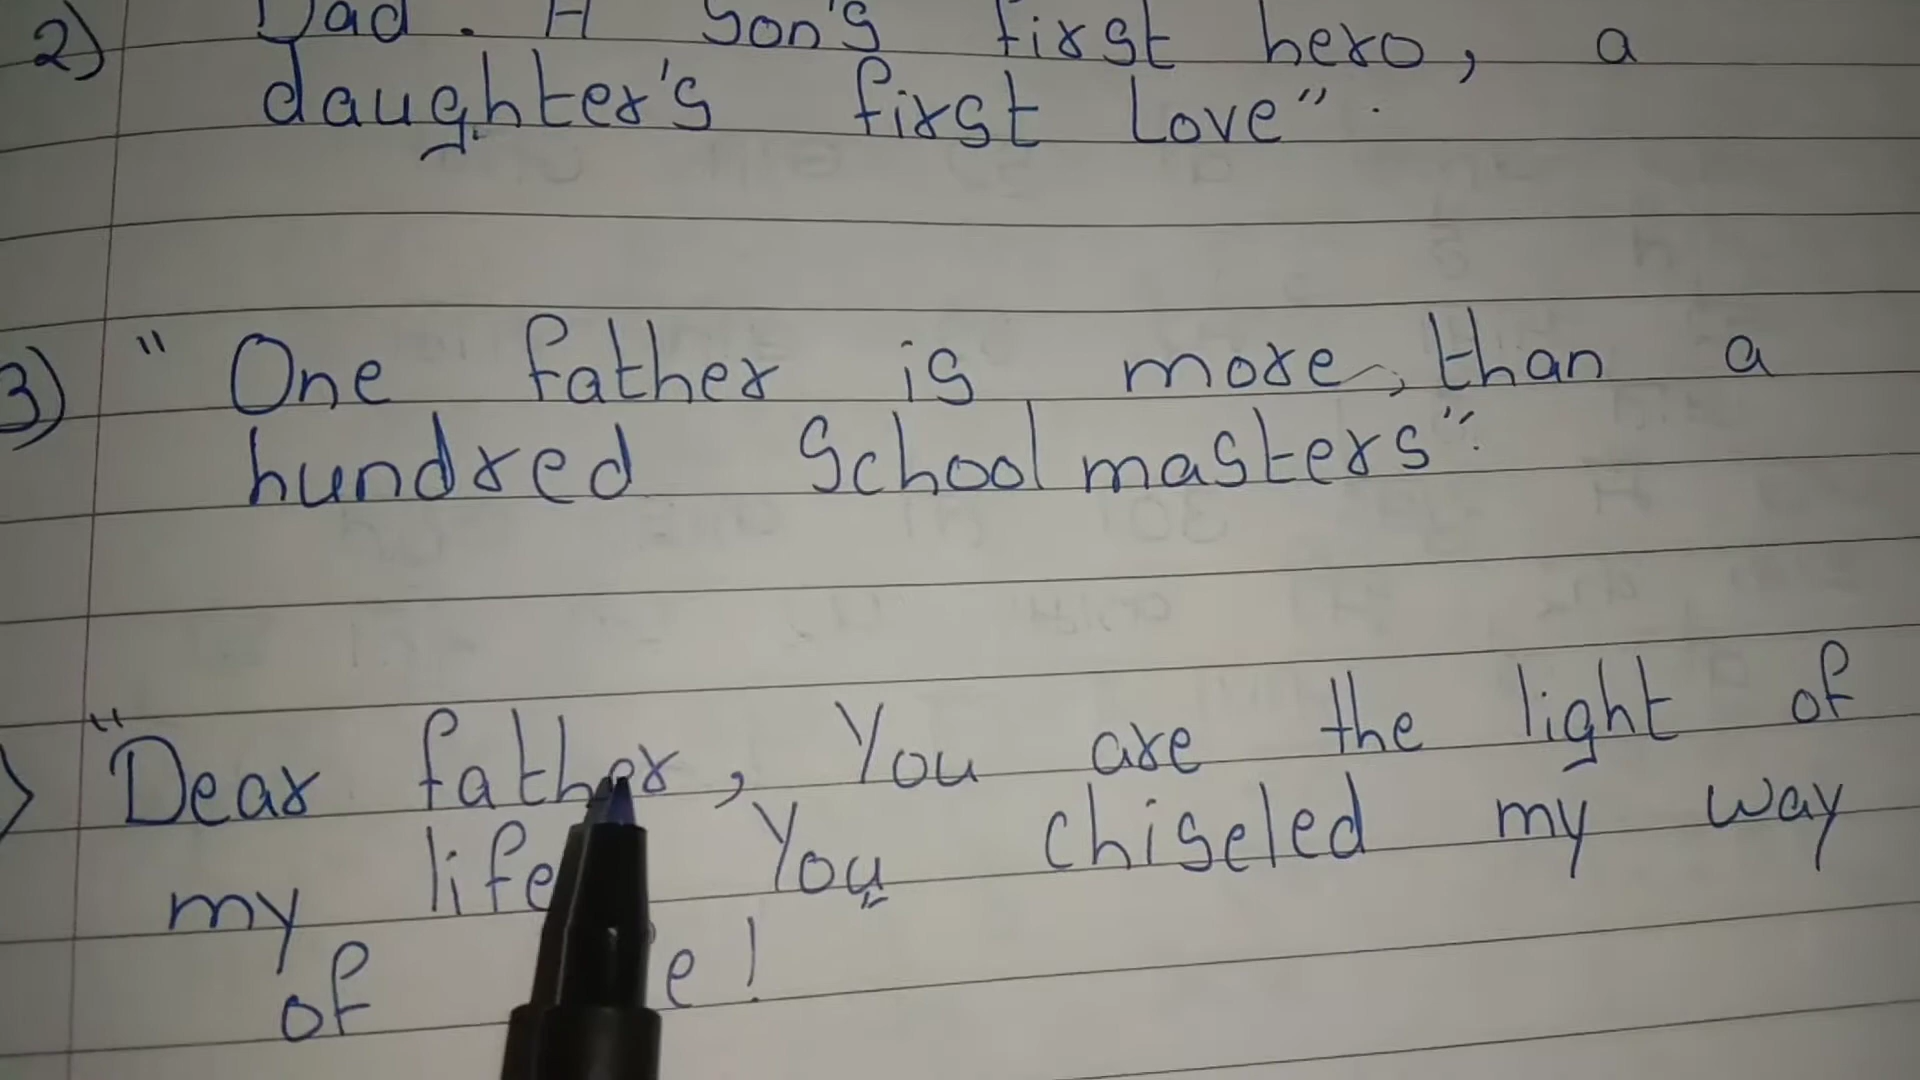 2) Dad. A Son's first hero, a
daughter's first Love".
3) " One father is more, than a
hundred School masters".
) "Dear father, You are the light of
my life You chiseled my way
of e!